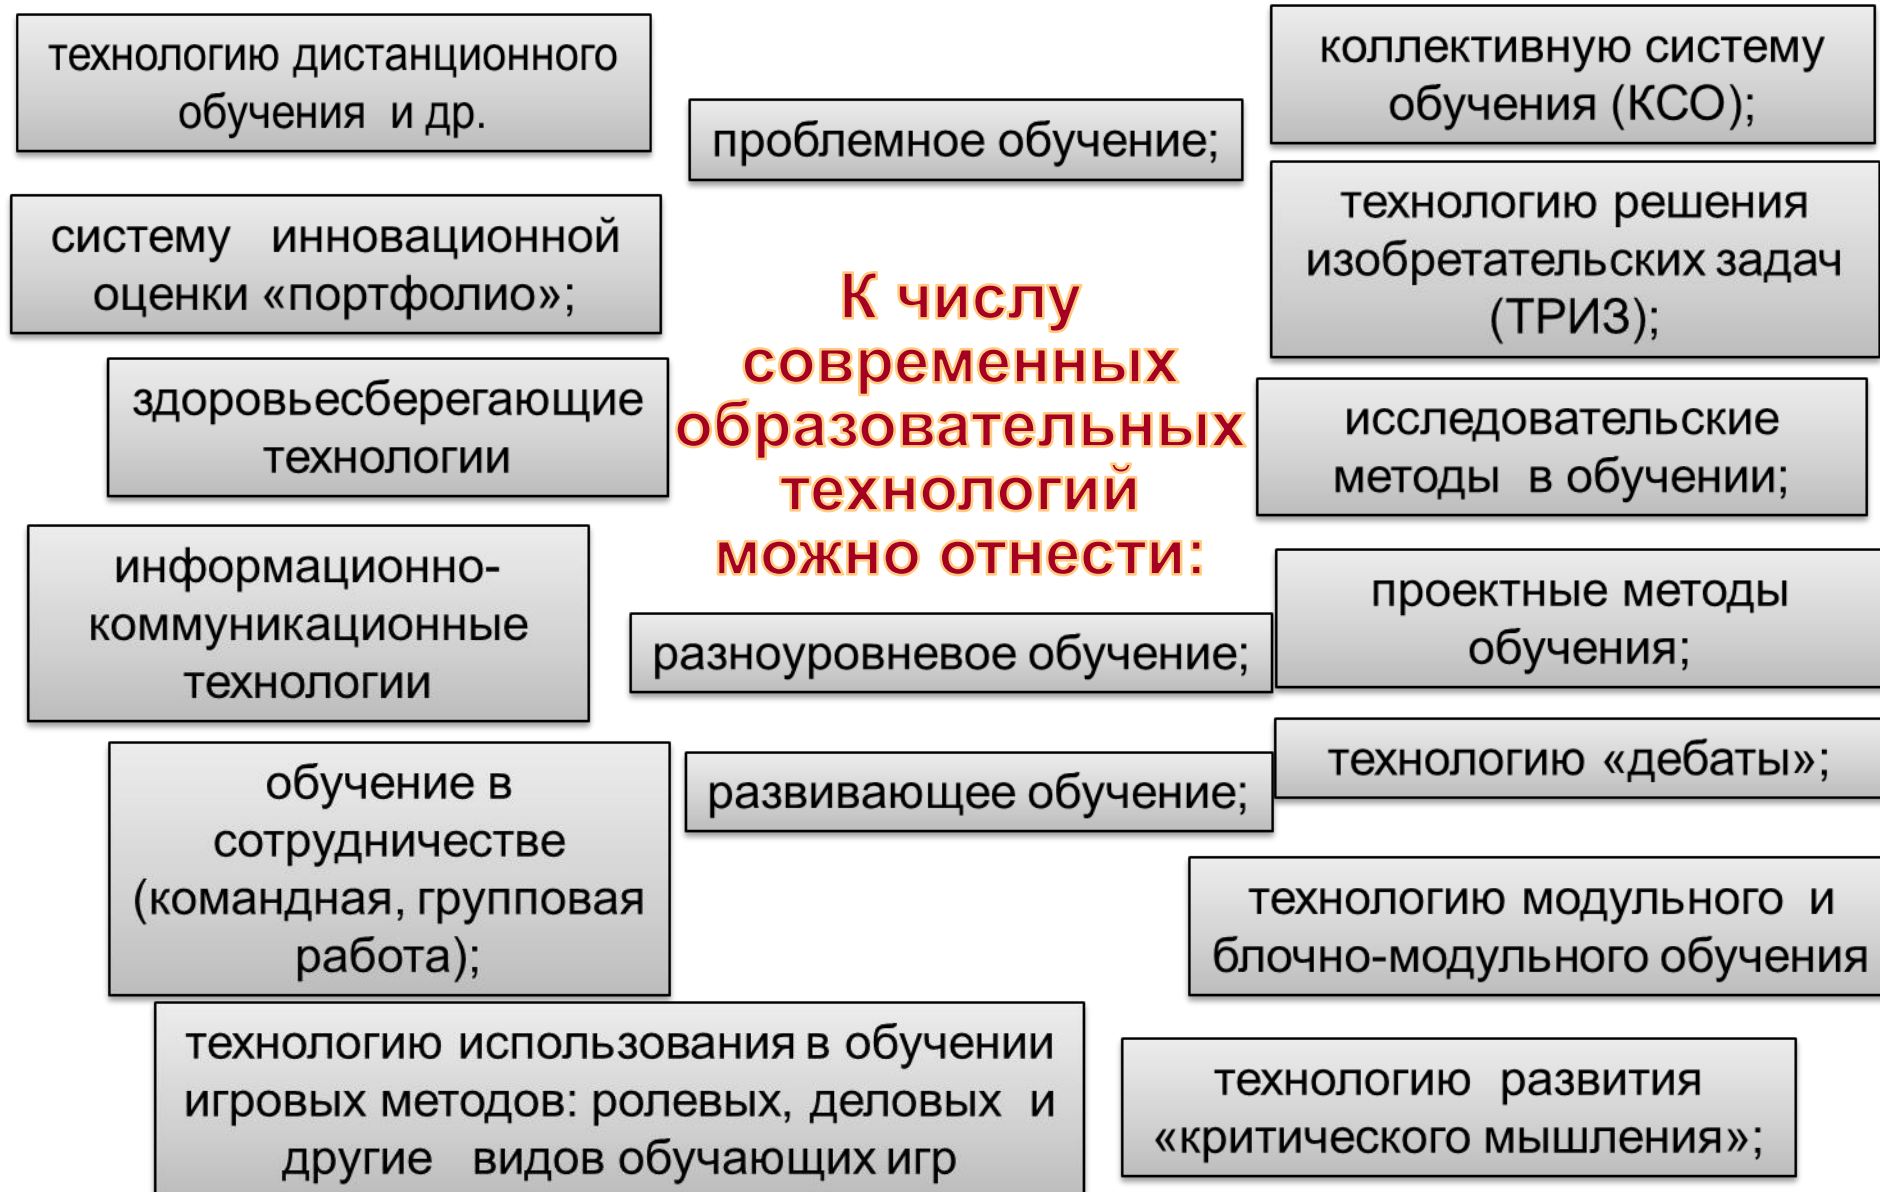 технологию дистанционного
обучения и др.
проблемное обучение;
коллективную систему
обучения (КСО);
систему инновационной
оценки «портфолио»;
технологию решения
изобретательских задач
(ТРИЗ);
К числу
современных
образовательных
технологий
можно отнести:
здоровьесберегающие
технологии
исследовательские
методы в обучении;
информационно-
коммуникационные
технологии
разноуровневое обучение;
проектные методы
обучения;
обучение в
сотрудничестве
(командная, групповая
работа);
развивающее обучение;
технологию «дебаты»;
технологию модульного и
блочно-модульного обучения
технологию использования в обучении
игровых методов: ролевых, деловых и
другие видов обучающих игр
технологию развития
«критического мышления»;